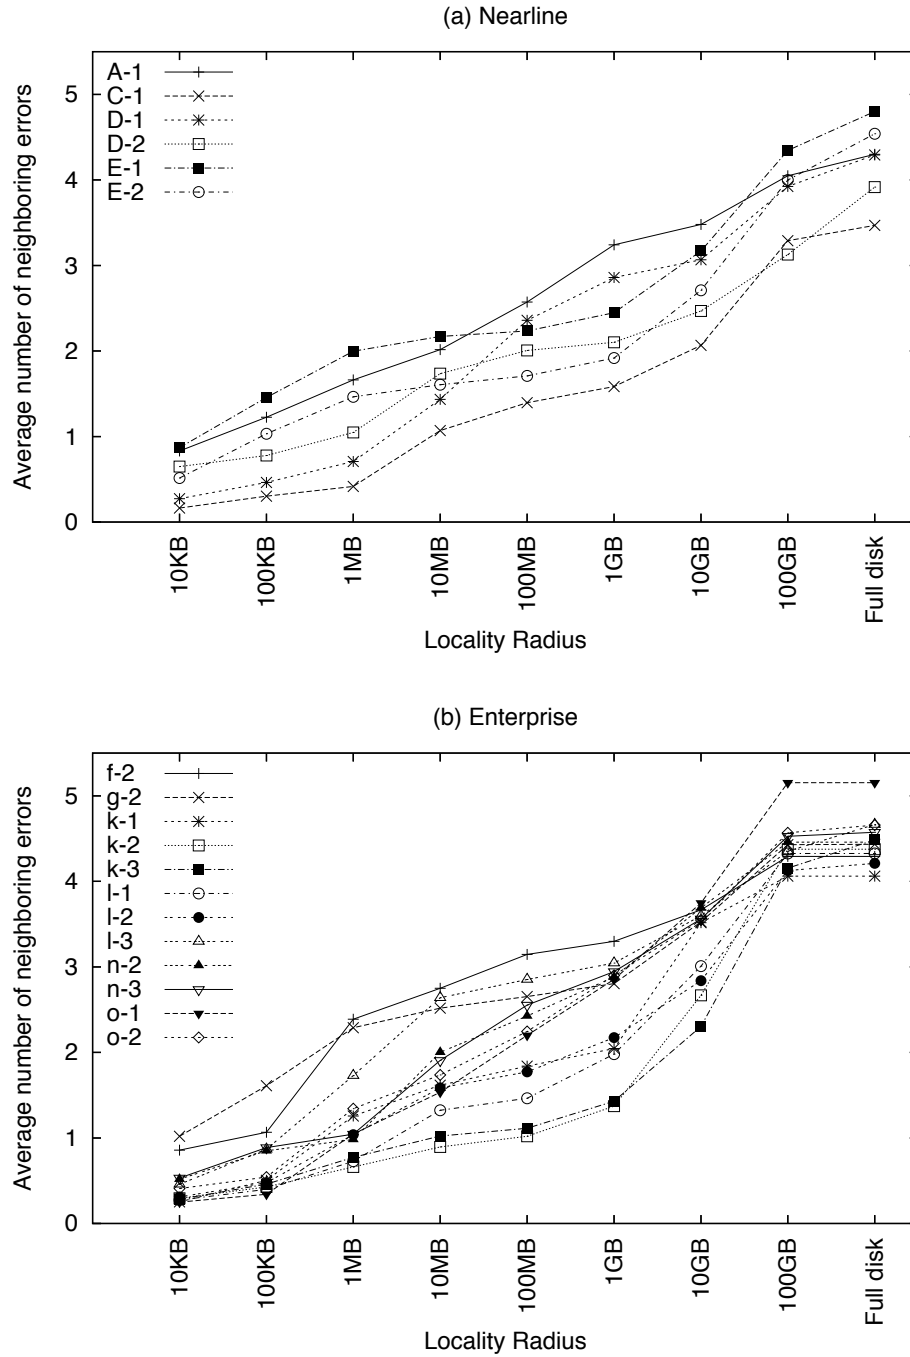 (a) Nearline
Average number of neighboring errors
5
4
3
2
1
0
A-1
C-1
D-1
D-2
E-1
E-2
10KB
100KB
1MB
10MB
100MB
1GB
10GB
100GB
Full disk
Locality Radius
(b) Enterprise
Average number of neighboring errors
5
4
3
2
1
0
f-2
g-2
k-1
k-2
k-3
l-1
l-2
l-3
n-2
n-3
o-1
o-2
10KB
100KB
1MB
10MB
100MB
1GB
10GB
100GB
Full disk
Locality Radius